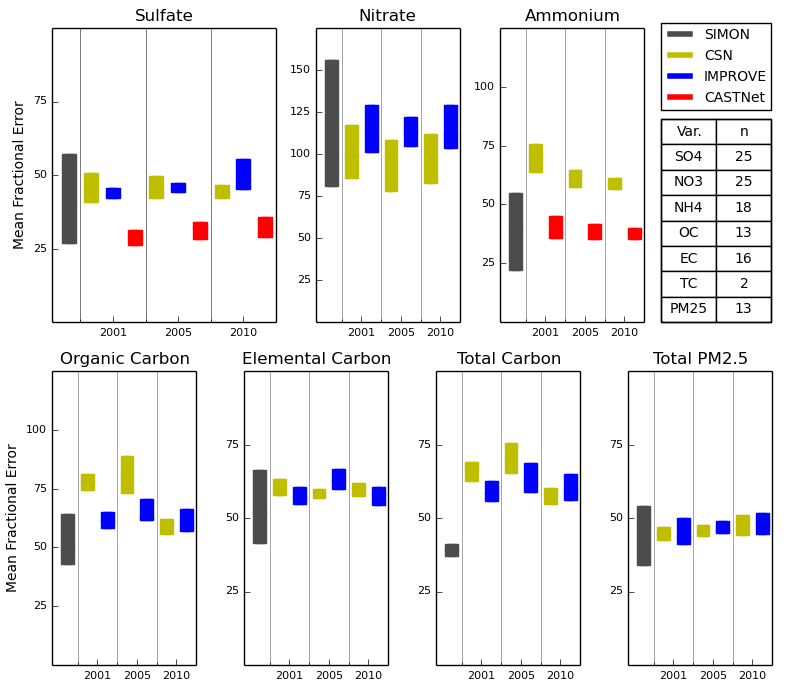 Sulfate
Nitrate
Ammonium
Mean Fractional Error
75
50
25
2001
2005
2010
150
125
100
75
50
25
2001
2005
2010
100
75
50
25
2001
2005
2010
SIMON
CSN
IMPROVE
CASTNet
Var. n
SO4 25
NO3 25
NH4 18
OC 13
EC 16
TC 2
PM25 13
Organic Carbon
Elemental Carbon
Total Carbon
Total PM2.5
Mean Fractional Error
100
75
50
25
2001
2005
2010
75
50
25
2001
2005
2010
75
50
25
2001
2005
2010
75
50
25
2001
2005
2010